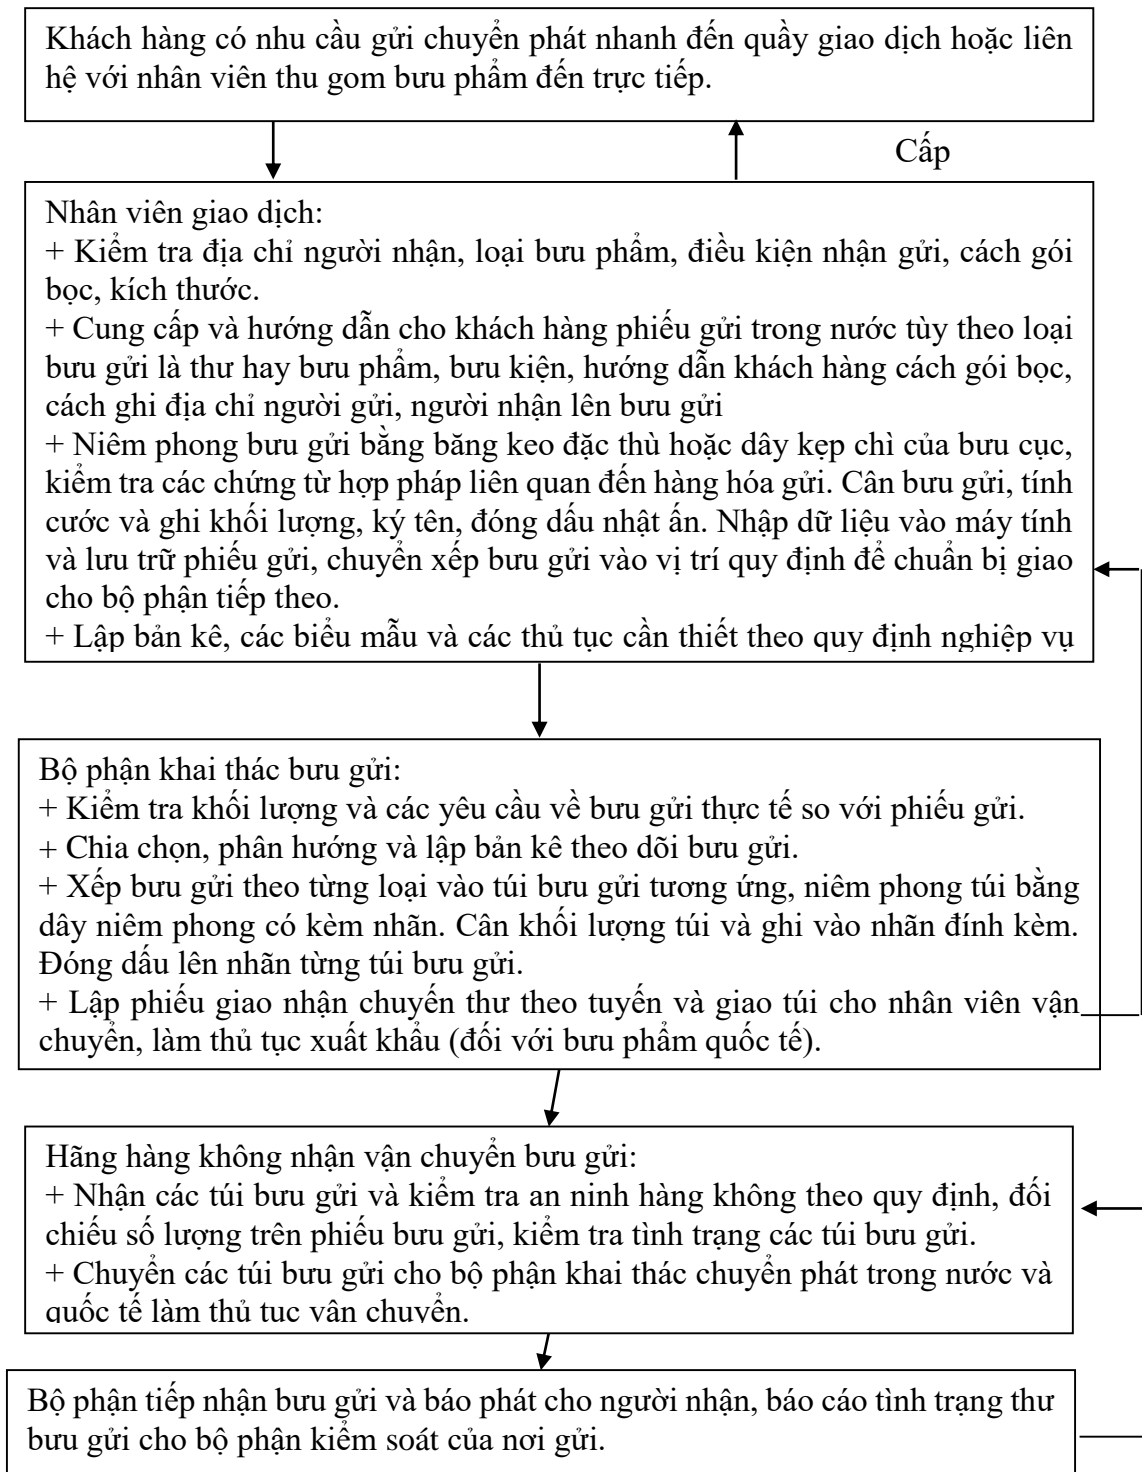 Khách hàng có nhu cầu gửi chuyển phát nhanh đến quầy giao dịch hoặc liên
hệ với nhân viên thu gom bưu phẩm đến trực tiếp.
Cấp
Nhân viên giao dịch:
+ Kiểm tra địa chỉ người nhận, loại bưu phẩm, điều kiện nhận gửi, cách gói
bọc, kích thước.
+ Cung cấp và hướng dẫn cho khách hàng phiếu gửi trong nước tùy theo loại
bưu gửi là thư hay bưu phẩm, bưu kiện, hướng dẫn khách hàng cách gói bọc,
cách ghi địa chỉ người gửi, người nhận lên bưu gửi
+ Niêm phong bưu gửi bằng băng keo đặc thù hoặc dây kẹp chì của bưu cục,
kiểm tra các chứng từ hợp pháp liên quan đến hàng hóa gửi. Cân bưu gửi, tính
cước và ghi khối lượng, ký tên, đóng dấu nhật ấn. Nhập dữ liệu vào máy tính
và lưu trữ phiếu gửi, chuyển xếp bưu gửi vào vị trí quy định để chuẩn bị giao
cho bộ phận tiếp theo.
+ Lập bản kê, các biểu mẫu và các thủ tục cần thiết theo quy định nghiệp vụ
Bộ phận khai thác bưu gửi:
+ Kiểm tra khối lượng và các yêu cầu về bưu gửi thực tế so với phiếu gửi.
+ Chia chọn, phân hướng và lập bản kê theo dõi bưu gửi.
+ Xếp bưu gửi theo từng loại vào túi bưu gửi tương ứng, niêm phong túi bằng
dây niêm phong có kèm nhãn. Cân khối lượng túi và ghi vào nhãn đính kèm.
Đóng dấu lên nhãn từng túi bưu gửi.
+ Lập phiếu giao nhận chuyến thư theo tuyến và giao túi cho nhân viên vận
chuyển, làm thủ tục xuất khẩu (đối với bưu phẩm quốc tế).
Hãng hàng không nhận vận chuyển bưu gửi:
+ Nhận các túi bưu gửi và kiểm tra an ninh hàng không theo quy định, đối
chiếu số lượng trên phiếu bưu gửi, kiểm tra tình trạng các túi bưu gửi.
+ Chuyển các túi bưu gửi cho bộ phận khai thác chuyển phát trong nước và
quốc tế làm thủ tục vận chuyển.
Bộ phận tiếp nhận bưu gửi và báo phát cho người nhận, báo cáo tình trạng thư
bưu gửi cho bộ phận kiểm soát của nơi gửi.